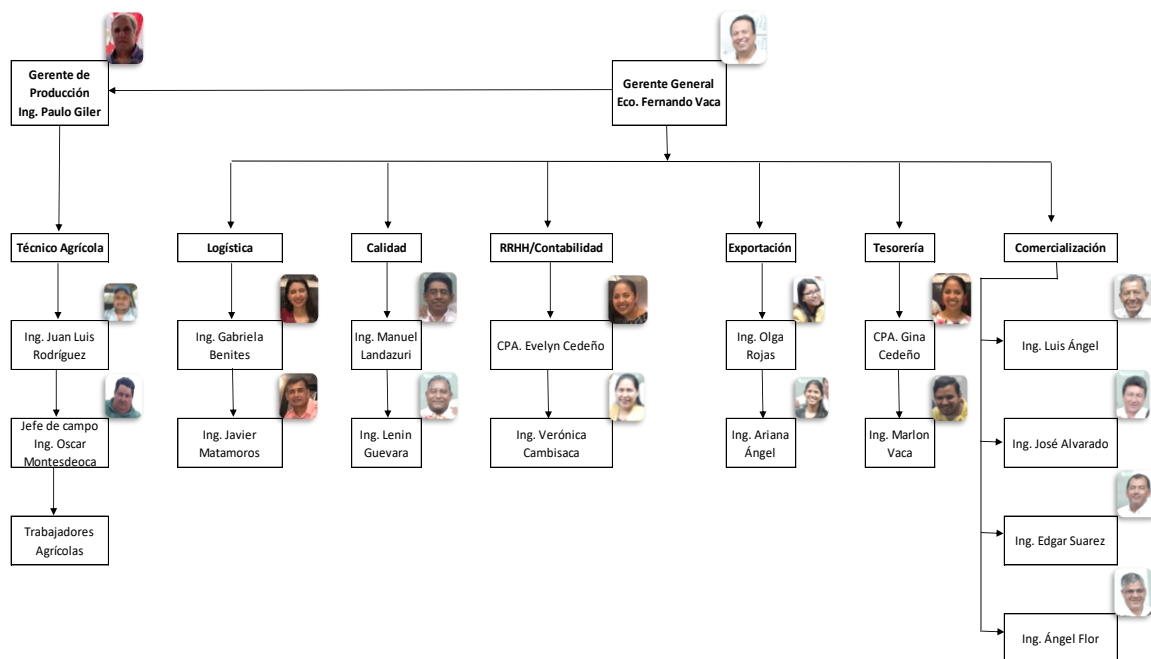 Gerente de
Producción
Ing. Paulo Giler
Gerente General
Eco. Fernando Vaca
Técnico Agrícola
Logística
Calidad
RRHH/Contabilidad
Exportación
Tesorería
Comercialización
Ing. Juan Luis
Rodríguez
Ing. Gabriela
Benites
Ing. Manuel
Landazuri
CPA. Evelyn Cedeño
Ing. Olga
Rojas
CPA. Gina
Cedeño
Ing. Luis Ángel
Jefe de campo
Ing. Oscar
Montesdeoca
Ing. Javier
Matamoros
Ing. Lenin
Guevara
Ing. Verónica
Cambisaca
Ing. Ariana
Ángel
Ing. Marlon
Vaca
Ing. José Alvarado
Trabajadores
Agrícolas
Ing. Edgar Suarez
Ing. Ángel Flor